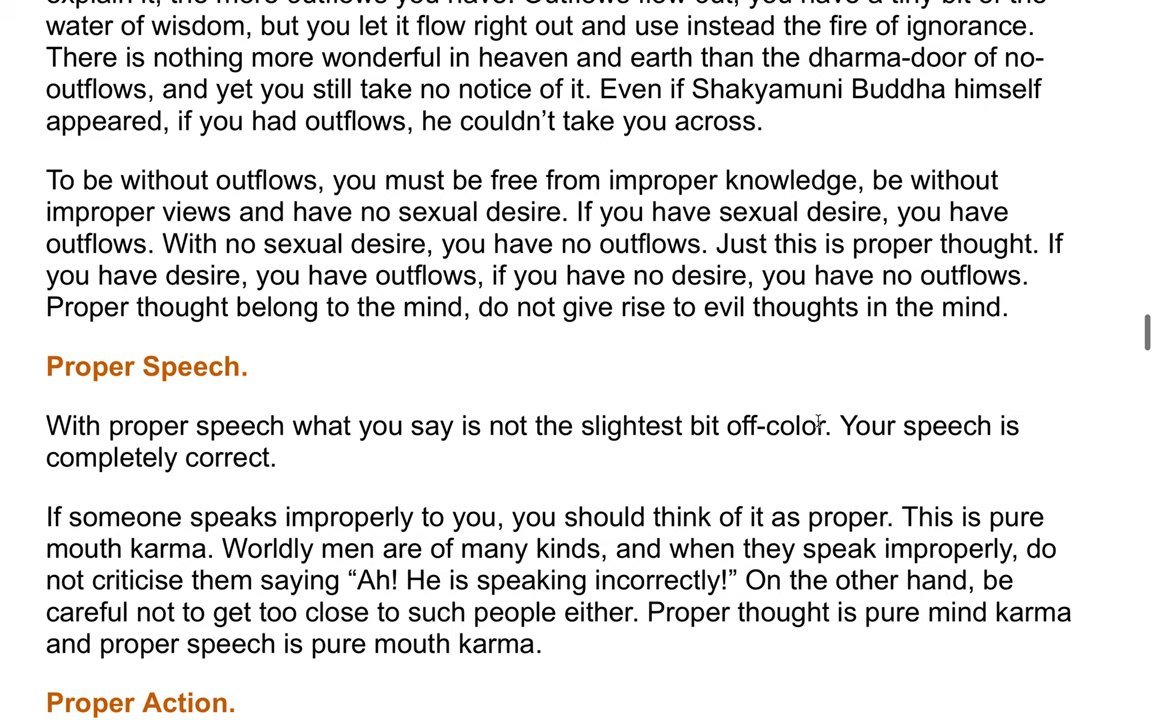 water of wisdom, but you let it flow right out and use instead the fire of ignorance.
There is nothing more wonderful in heaven and earth than the dharma-door of no-
outflows, and yet you still take no notice of it. Even if Shakyamuni Buddha himself
appeared, if you had outflows, he couldn’t take you across.
To be without outflows, you must be free from improper knowledge, be without
improper views and have no sexual desire. If you have sexual desire, you have
outflows. With no sexual desire, you have no outflows. Just this is proper thought. If
you have desire, you have outflows, if you have no desire, you have no outflows.
Proper thought belong to the mind, do not give rise to evil thoughts in the mind.
Proper Speech.
With proper speech what you say is not the slightest bit off-color. Your speech is
completely correct.
If someone speaks improperly to you, you should think of it as proper. This is pure
mouth karma. Worldly men are of many kinds, and when they speak improperly, do
not criticise them saying “Ah! He is speaking incorrectly!” On the other hand, be
careful not to get too close to such people either. Proper thought is pure mind karma
and proper speech is pure mouth karma.
Proper Action.